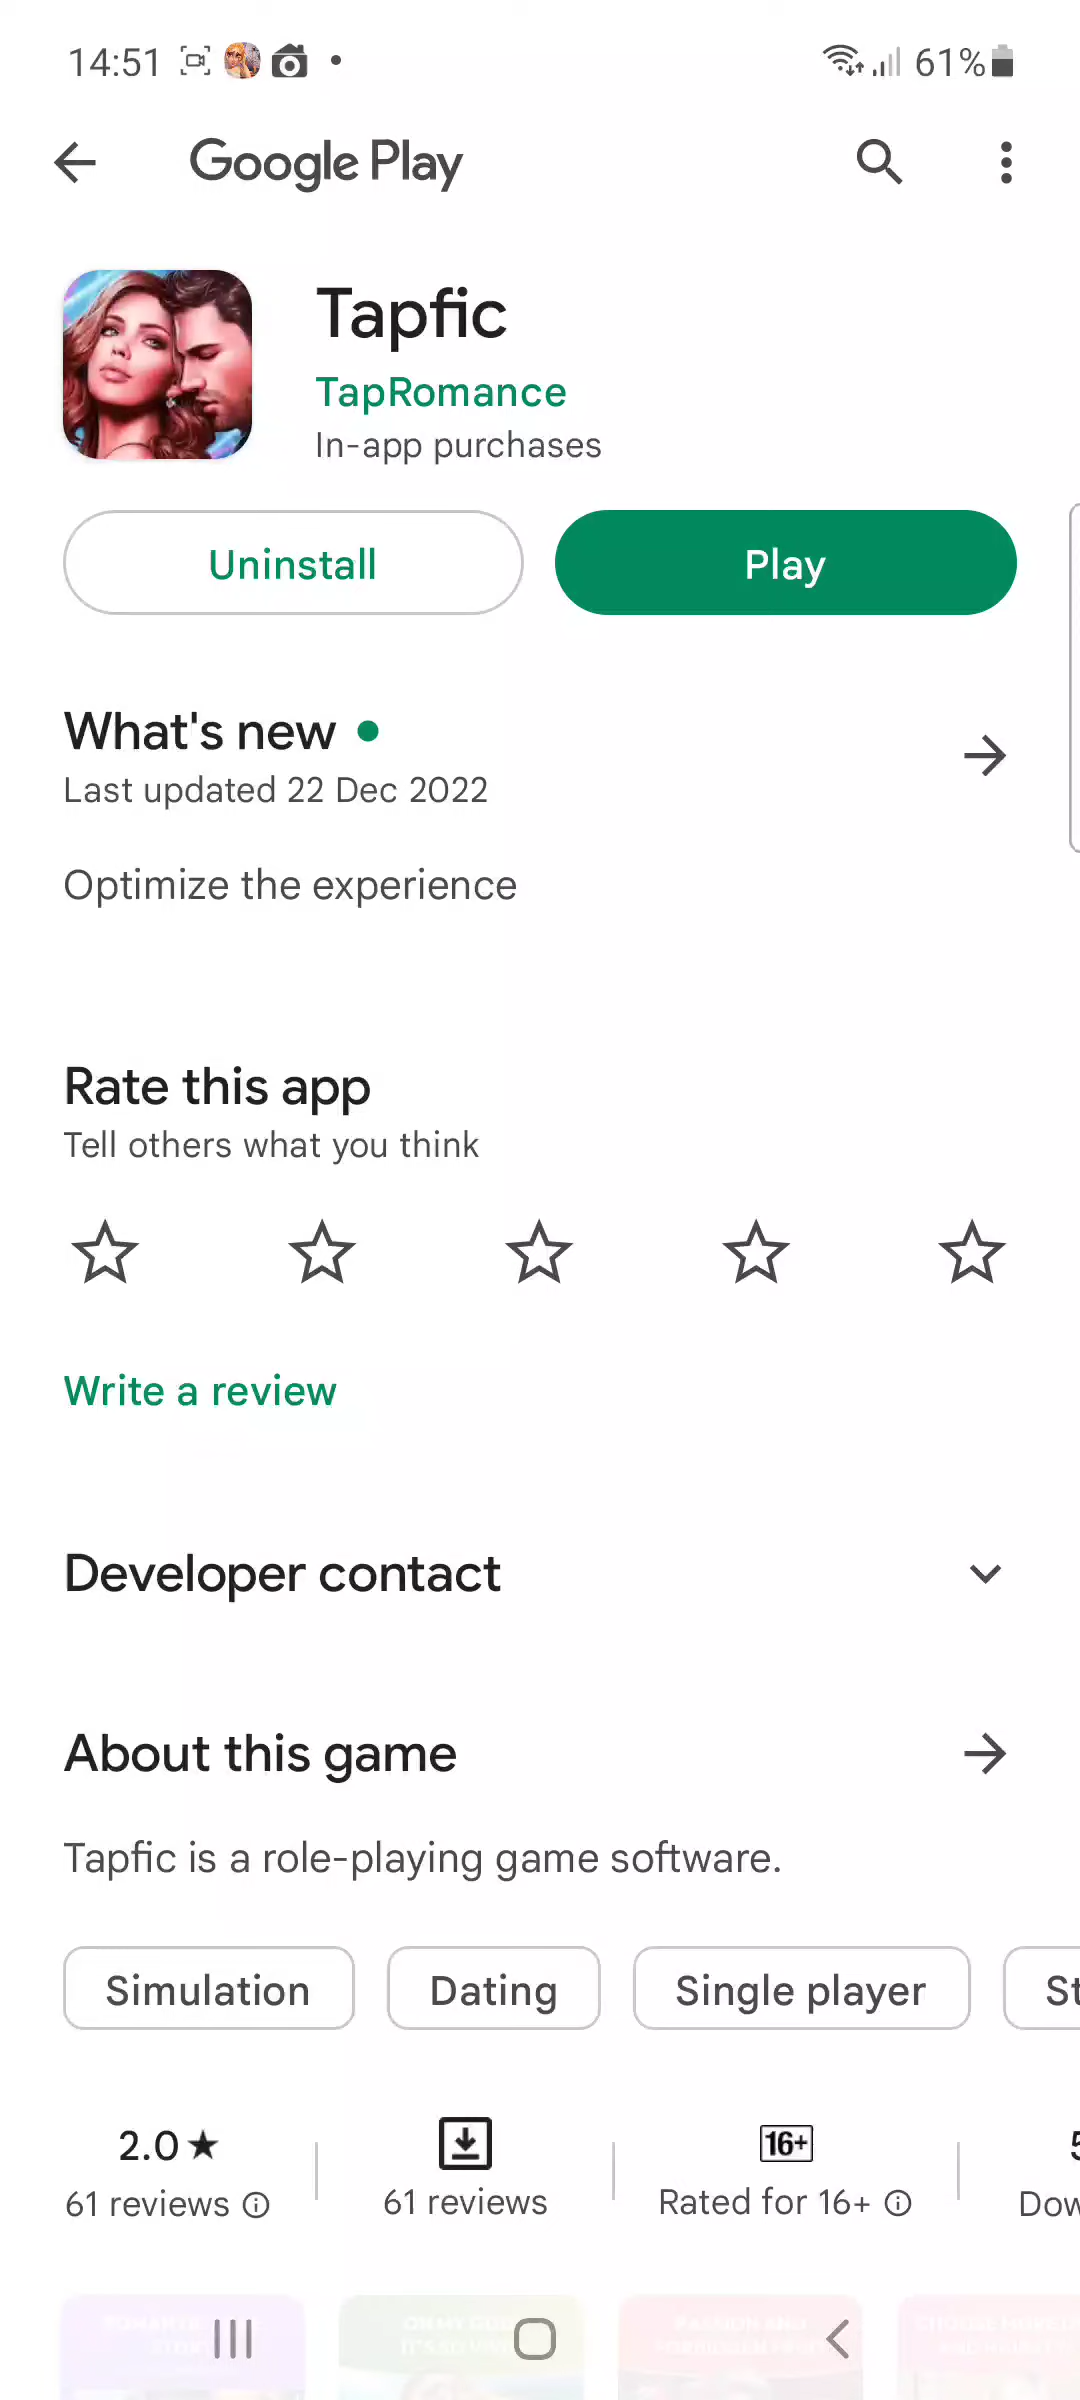 14:51
61%
Google Play
Tapfic
TapRomance
In-app purchases
Uninstall
Play
What's new
Last updated 22 Dec 2022
Optimize the experience
Rate this app
Tell others what you think
Write a review
Developer contact
About this game
Tapfic is a role-playing game software.
Simulation Dating Single player St
2.0★ 16+ 5
61 reviews 61 reviews Rated for 16+ Dow